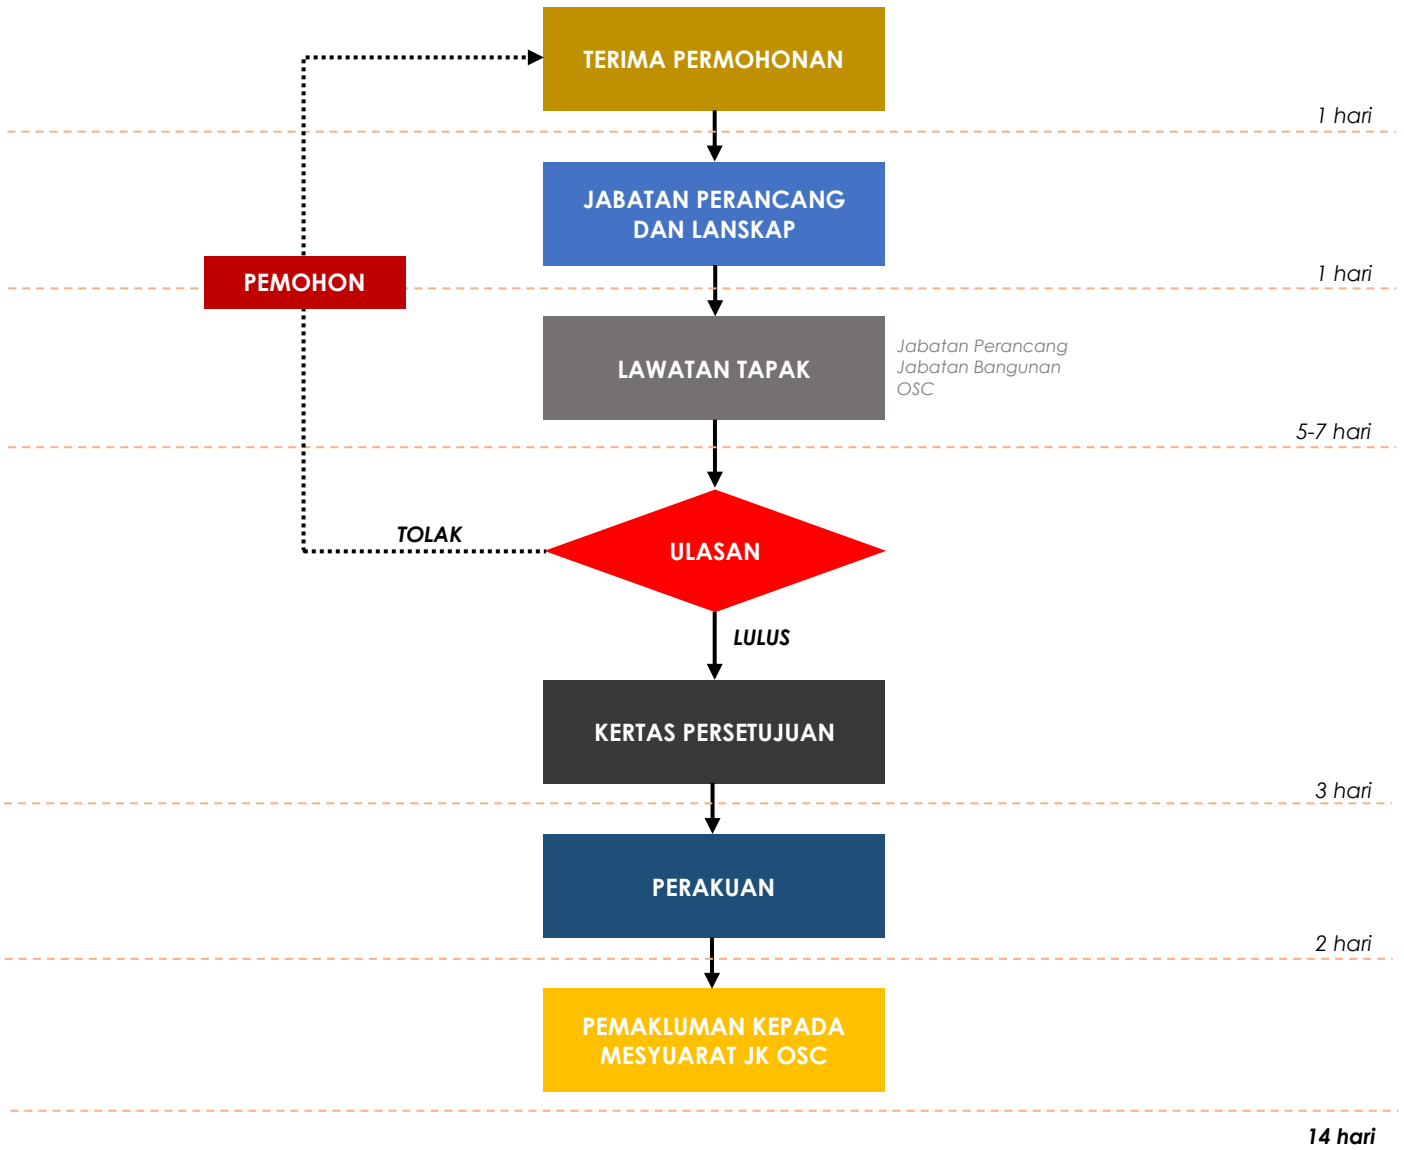 TERIMA PERMOHONAN
1 hari
JABATAN PERANCANG
DAN LANSKAP
PEMOHON
1 hari
LAWATAN TAPAK
Jabatan Perancang
Jabatan Bangunan
OSC
5-7 hari
TOLAK
ULASAN
LULUS
KERTAS PERSETUJUAN
3 hari
PERAKUAN
2 hari
PEMAKLUMAN KEPADA
MESYUARAT JK OSC
14 hari